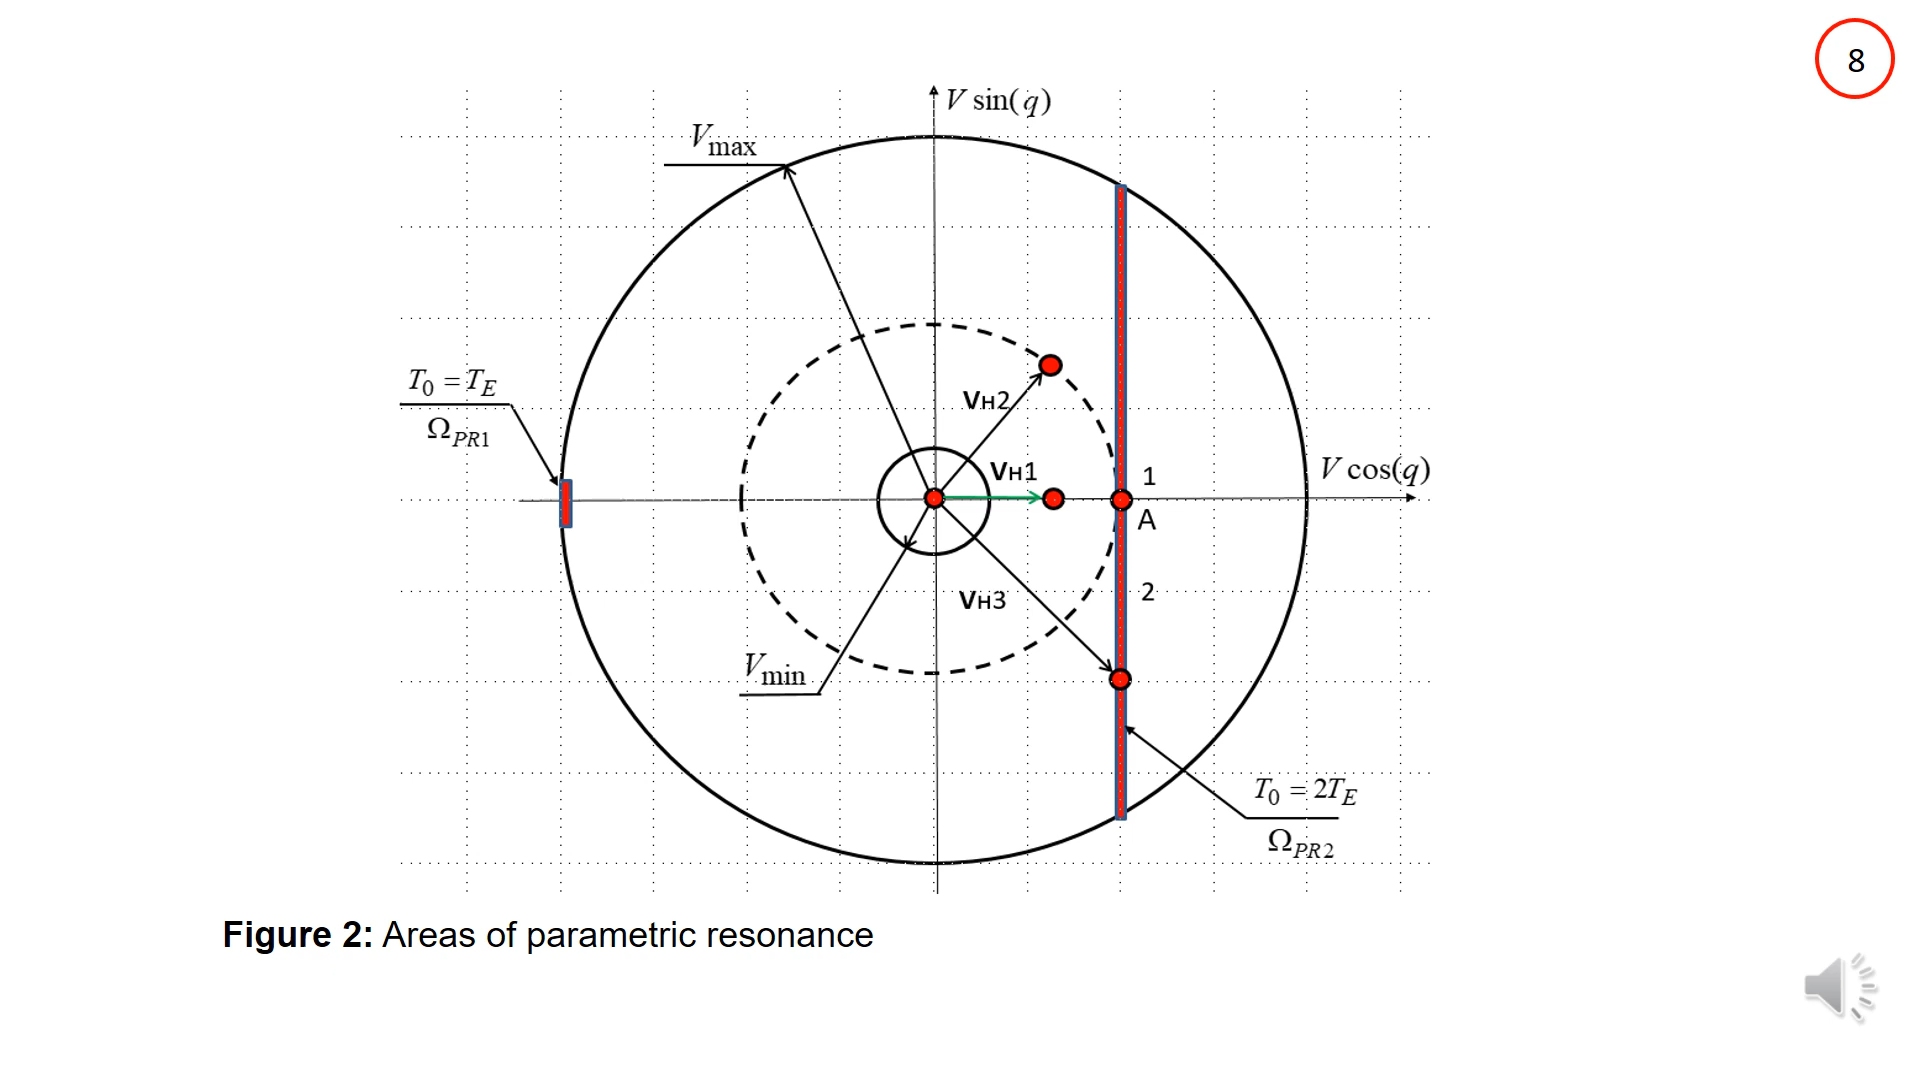 8
V sin(q)
Vmax
T0 = TE
ΩPR1
VH2
VH1
1
V cos(q)
A
2
VH3
Vmin
T0 = 2TE
ΩPR2
Figure 2: Areas of parametric resonance